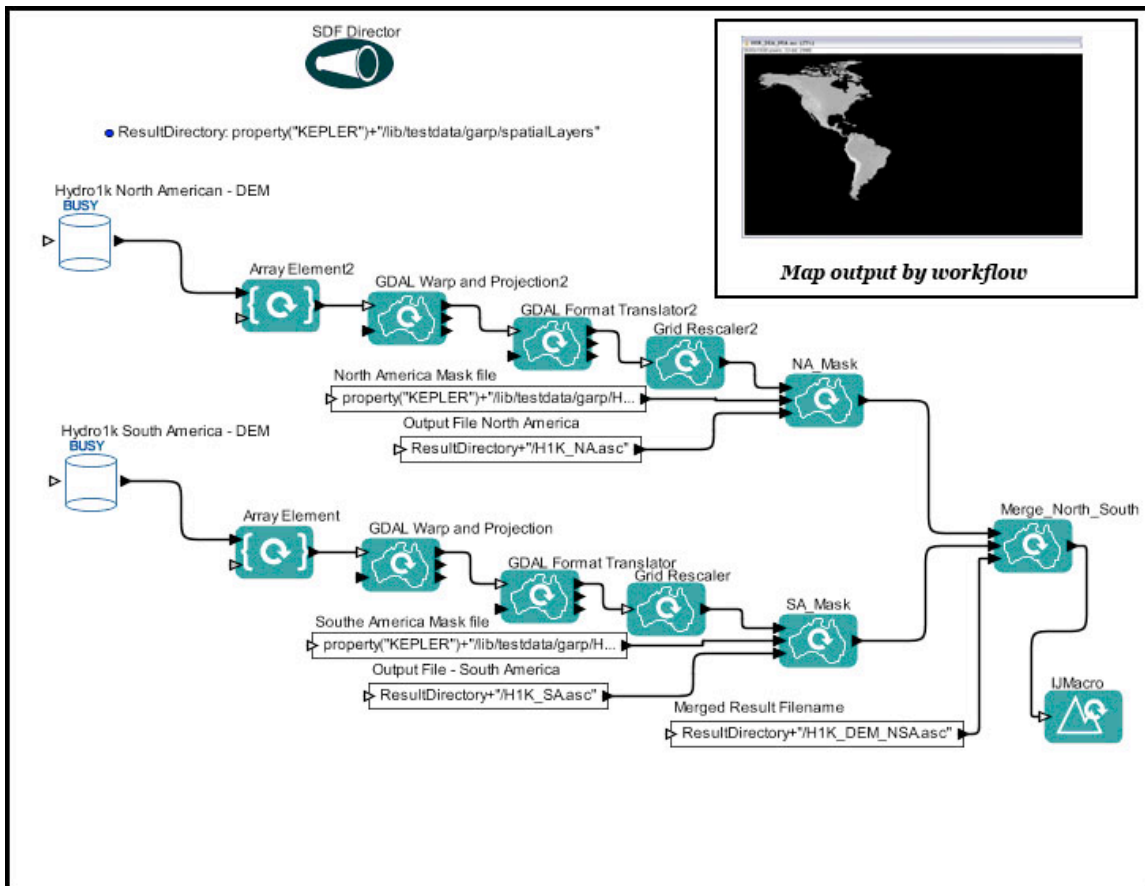 SDF Director
ResultDirectory: property("KEPLER")+"/lib/testdata/garp/spatialLayers"
Map output by workflow
Hydro1k North American - DEM
BUSY
Array Element2
GDAL Warp and Projection2
GDAL Format Translator2
Grid Rescaler2
North America Mask file
property("KEPLER")+"/lib/testdata/garp/H...
NA_Mask
Output File North America
ResultDirectory+"/H1K_NA.asc"
Hydro1k South America - DEM
BUSY
Array Element
GDAL Warp and Projection
GDAL Format Translator
Grid Rescaler
Southe America Mask file
property("KEPLER")+"/lib/testdata/garp/H...
SA_Mask
Output File - South America
ResultDirectory+"/H1K_SA.asc"
Merge_North_South
Merged Result Filename
ResultDirectory+"/H1K_DEM_NSA.asc"
IJMacro